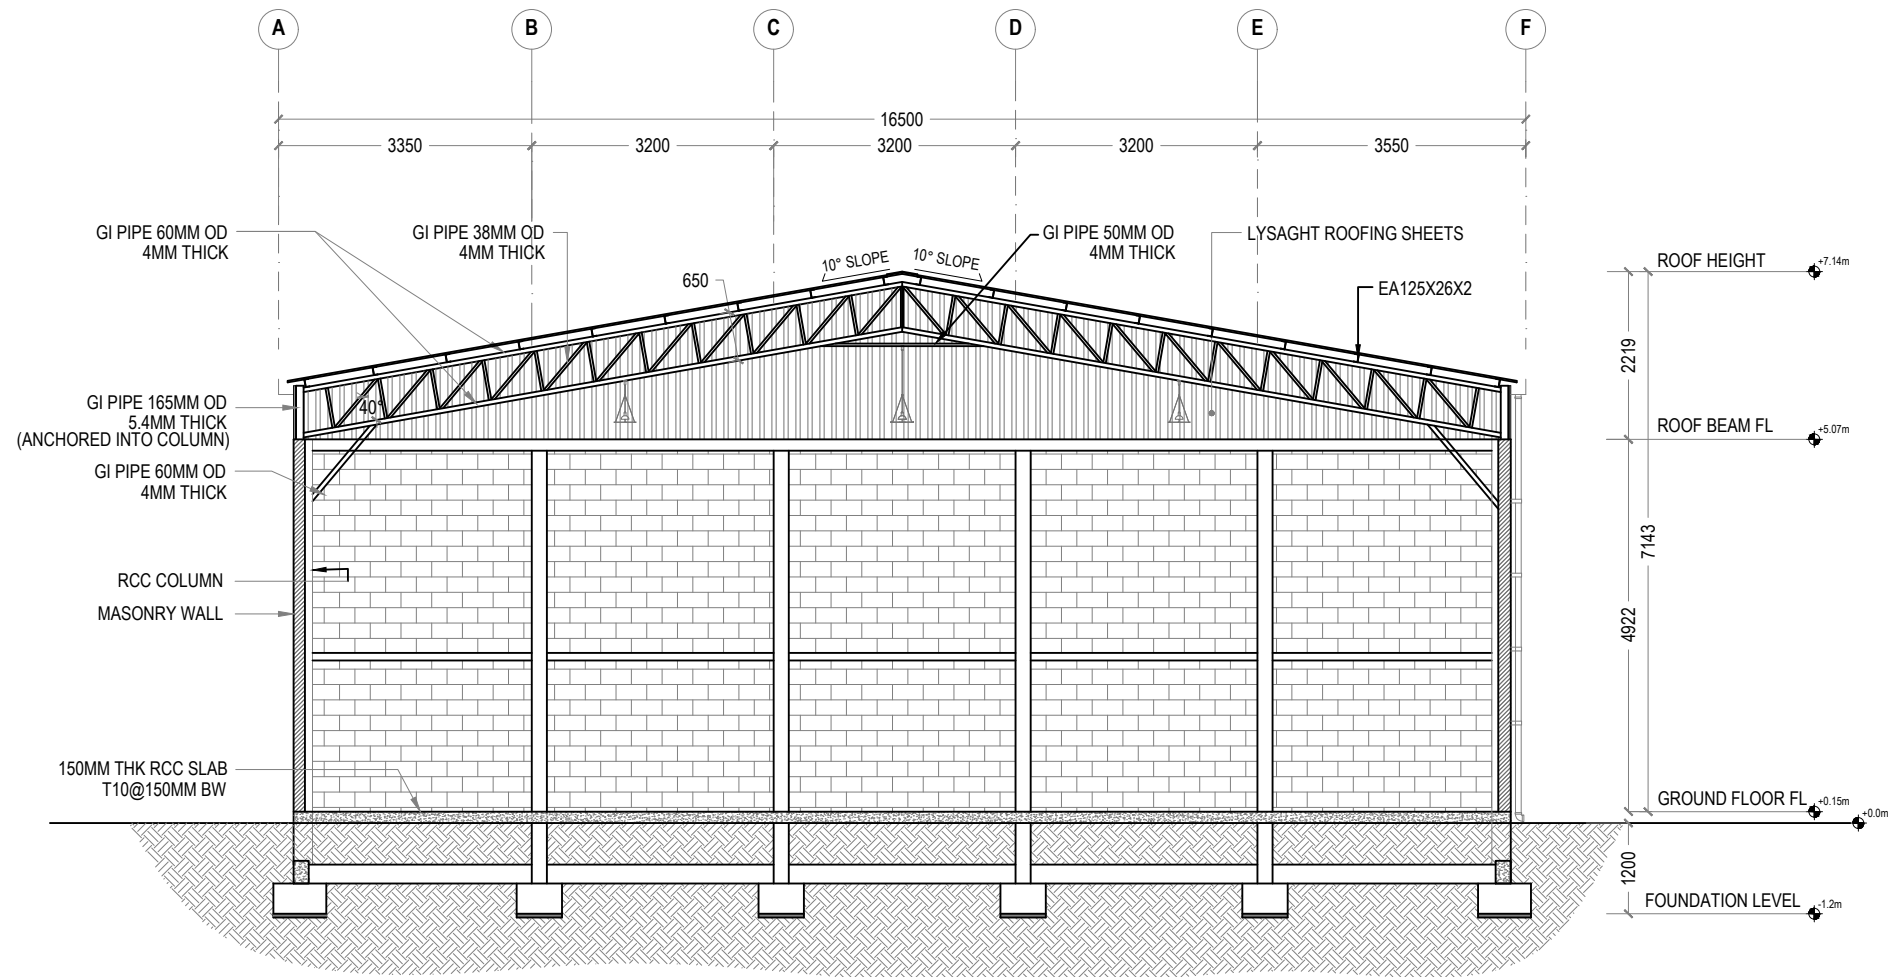 A
B
C
D
E
F
16500
3350
3200
3200
3200
3550
GI PIPE 60MM OD
4MM THICK
GI PIPE 38MM OD
4MM THICK
GI PIPE 50MM OD
4MM THICK
LYSAGHT ROOFING SHEETS
10° SLOPE
10° SLOPE
650
EA125X26X2
ROOF HEIGHT
+7.14m
2219
GI PIPE 165MM OD
5.4MM THICK
(ANCHORED INTO COLUMN)
40°
ROOF BEAM FL
+5.07m
GI PIPE 60MM OD
4MM THICK
7143
RCC COLUMN
MASONRY WALL
4922
150MM THK RCC SLAB
T10@150MM BW
GROUND FLOOR FL
+0.15m
+0.0m
1200
FOUNDATION LEVEL
-1.2m